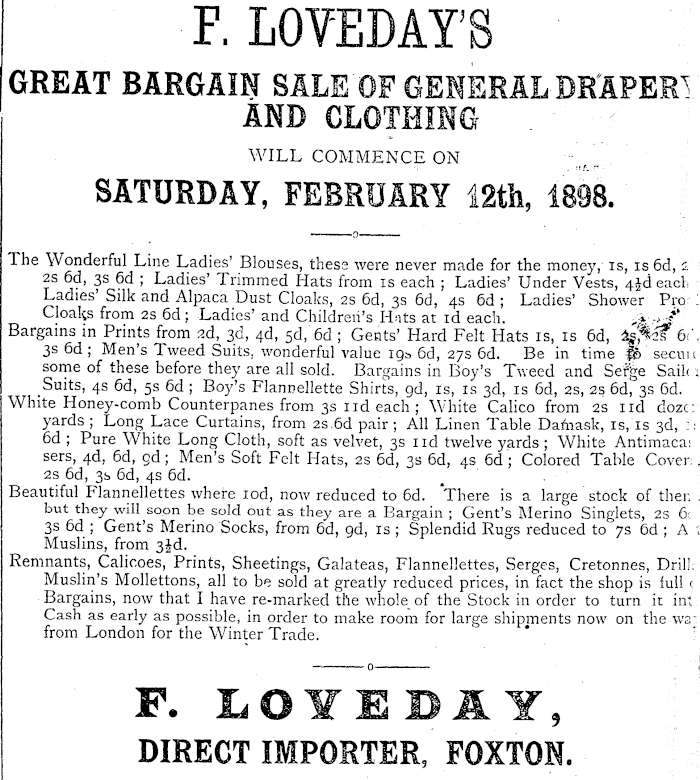 F. LOVEDAY'S
GREAT BARGAIN SALE OF GENERAL DRAPERY
AND CLOTHING
WILL COMMENCE ON
SATURDAY, FEBRUARY 12th, 1898.
The Wonderful Line Ladies' Blouses, these were never made for the money, 1s, 1s 6d,
2s 6d, 3s 6d; Ladies' Trimmed Hats from 1s each; Ladies' Under Vests, 4½d each
Ladies' Silk and Alpaca Dust Cloaks, 2s 6d, 3s 6d, 4s 6d; Ladies' Shower
Cloaks from 2s 6d; Ladies' and Children's Hats at 1d each.
Bargains in Prints from 2d, 3d, 4d, 5d, 6d; Gents' Hard Felt Hats 1s, 1s 6d,
3s 6d; Men's Tweed Suits, wonderful value 19s 6d, 27s 6d. Be in time to
some of these before they are all sold. Bargains in Boy's Tweed and Serge
Suits, 4s 6d, 5s 6d; Boy's Flannellette Shirts, 9d, 1s, 1s 3d, 1s 6d, 2s, 2s 6d, 3s 6d.
White Honey-comb Counterpanes from 3s 11d each; White Calico from 2s 11d
yards; Long Lace Curtains, from 2s 6d pair; All Linen Table Damask, 1s, 1s 3d,
6d; Pure White Long Cloth, soft as velvet, 3s 11d twelve yards; White Antimacas
sers, 4d, 6d, 9d; Men's Soft Felt Hats, 2s 6d, 3s 6d, 4s 6d; Colored Table Cover
2s 6d, 3s 6d, 4s 6d.
Beautiful Flannellettes where 10d, now reduced to 6d. There is a large stock of
but they will soon be sold out as they are a Bargain; Gent's Merino Singlets, 2s
3s 6d; Gent's Merino Socks, from 6d, 9d, 1s; Splendid Rugs reduced to 7s 6d; A
Muslins, from 3½d.
Remnants, Calicoes, Prints, Sheetings, Galateas, Flannellettes, Serges, Cretonnes, Drill
Muslin's Mollettons, all to be sold at greatly reduced prices, in fact the shop is full
Bargains, now that I have re-marked the whole of the Stock in order to turn it int
Cash as early as possible, in order to make room for large shipments now on the
from London for the Winter Trade.
F. LOVEDAY,
DIRECT IMPORTER, FOXTON.